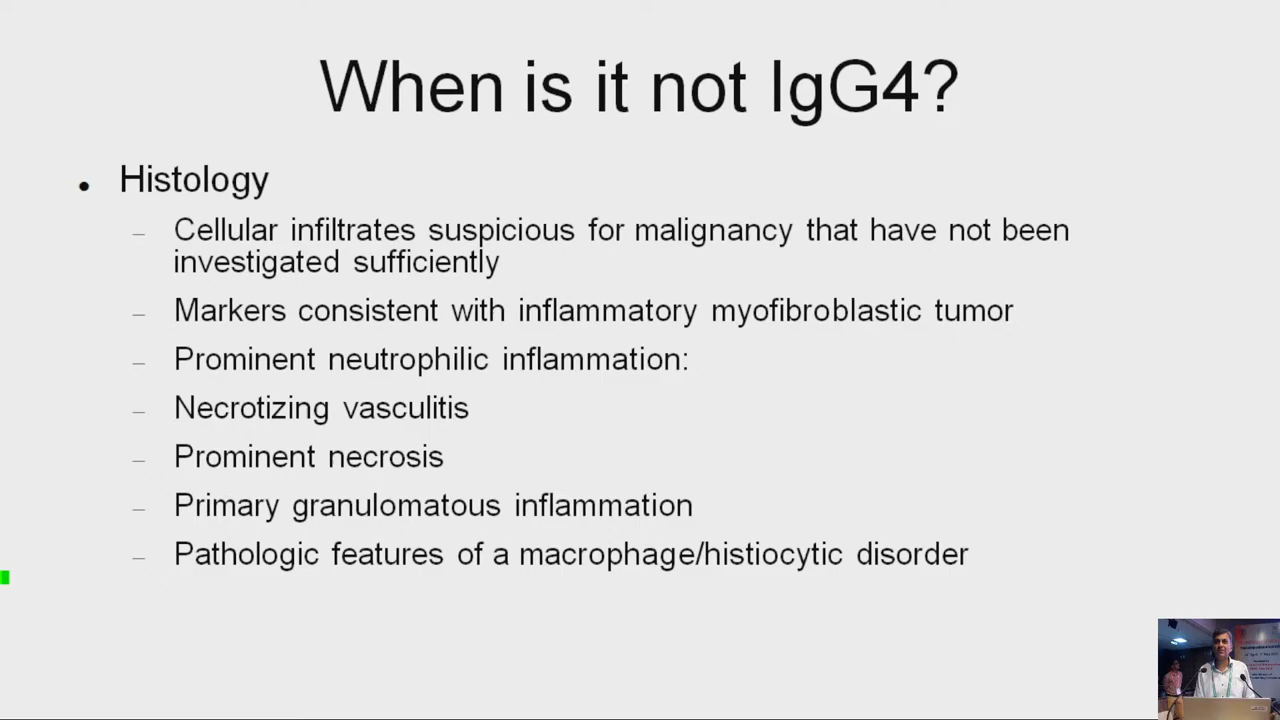 When is it not IgG4?
● Histology
– Cellular infiltrates suspicious for malignancy that have not been
investigated sufficiently
– Markers consistent with inflammatory myofibroblastic tumor
– Prominent neutrophilic inflammation:
– Necrotizing vasculitis
– Prominent necrosis
– Primary granulomatous inflammation
– Pathologic features of a macrophage/histiocytic disorder